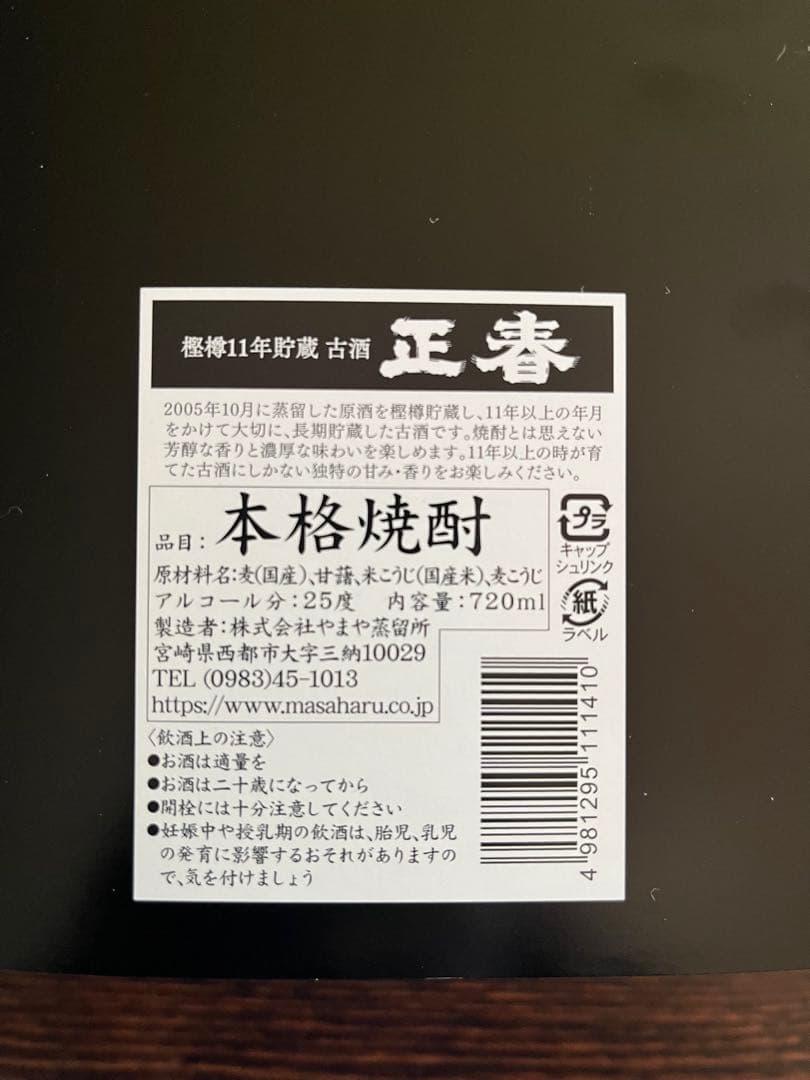 樫樽11年貯蔵 古酒 正春
2005年10月に蒸留した原酒を樫樽貯蔵し、11年以上の年月
をかけて大切に、長期貯蔵した古酒です。焼酎とは思えない
芳醇な香りと濃厚な味わいを楽しめます。11年以上の時が育
てた古酒にしかない独特の甘み・香りをお楽しみください。
品目：本格焼酎
原材料名：麦(国産)、甘藷、米こうじ(国産米)、麦こうじ
アルコール分：25度 内容量：720ml
製造者：株式会社やまや蒸留所
宮崎県西都市大字三納10029
TEL (0983)45-1013
https://www.masaharu.co.jp
プラ
キャップ
シュリンク
紙
ラベル
〈飲酒上の注意〉
●お酒は適量を
●お酒は二十歳になってから
●開栓には十分注意してください
●妊娠中や授乳期の飲酒は、胎児、乳児
の発育に影響するおそれがありますの
で、気を付けましょう
4 981295 111410